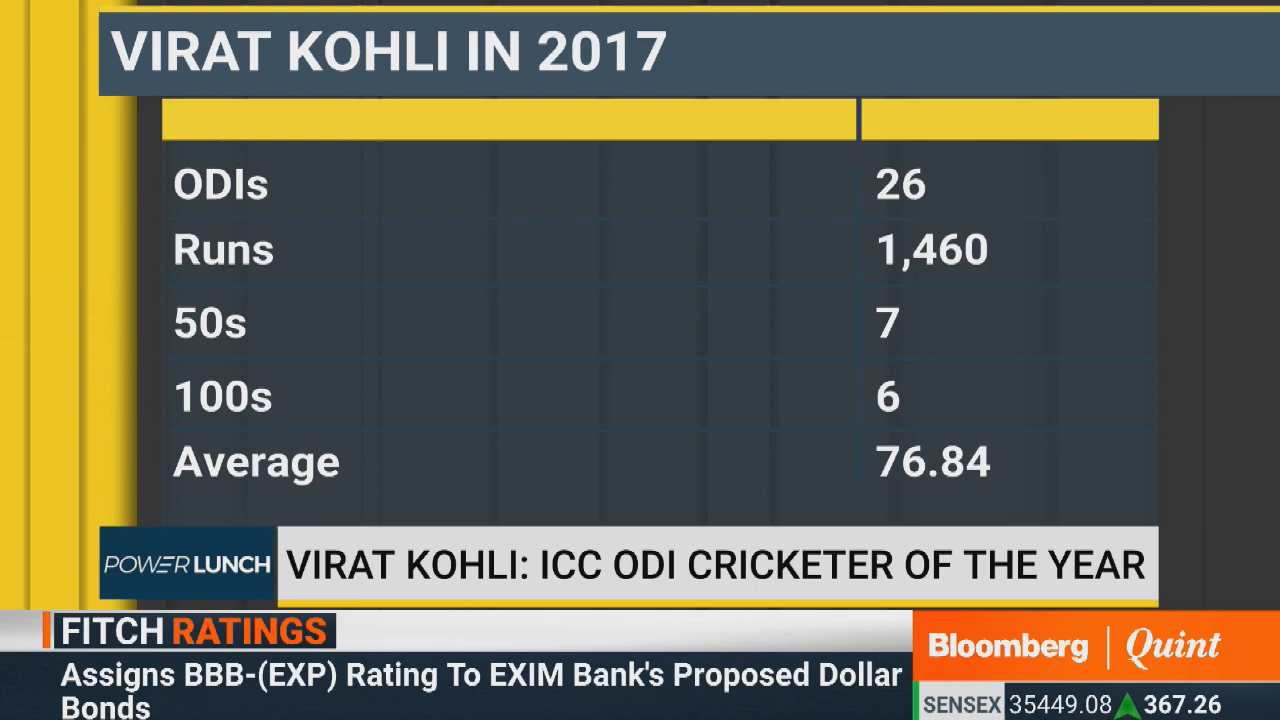 VIRAT KOHLI IN 2017
ODIs 26
Runs 1,460
50s 7
100s 6
Average 76.84
POWER LUNCH VIRAT KOHLI: ICC ODI CRICKETER OF THE YEAR
FITCH RATINGS
Assigns BBB-(EXP) Rating To EXIM Bank's Proposed Dollar
Bonds
Bloomberg | Quint
SENSEX 35449.08 ▲ 367.26